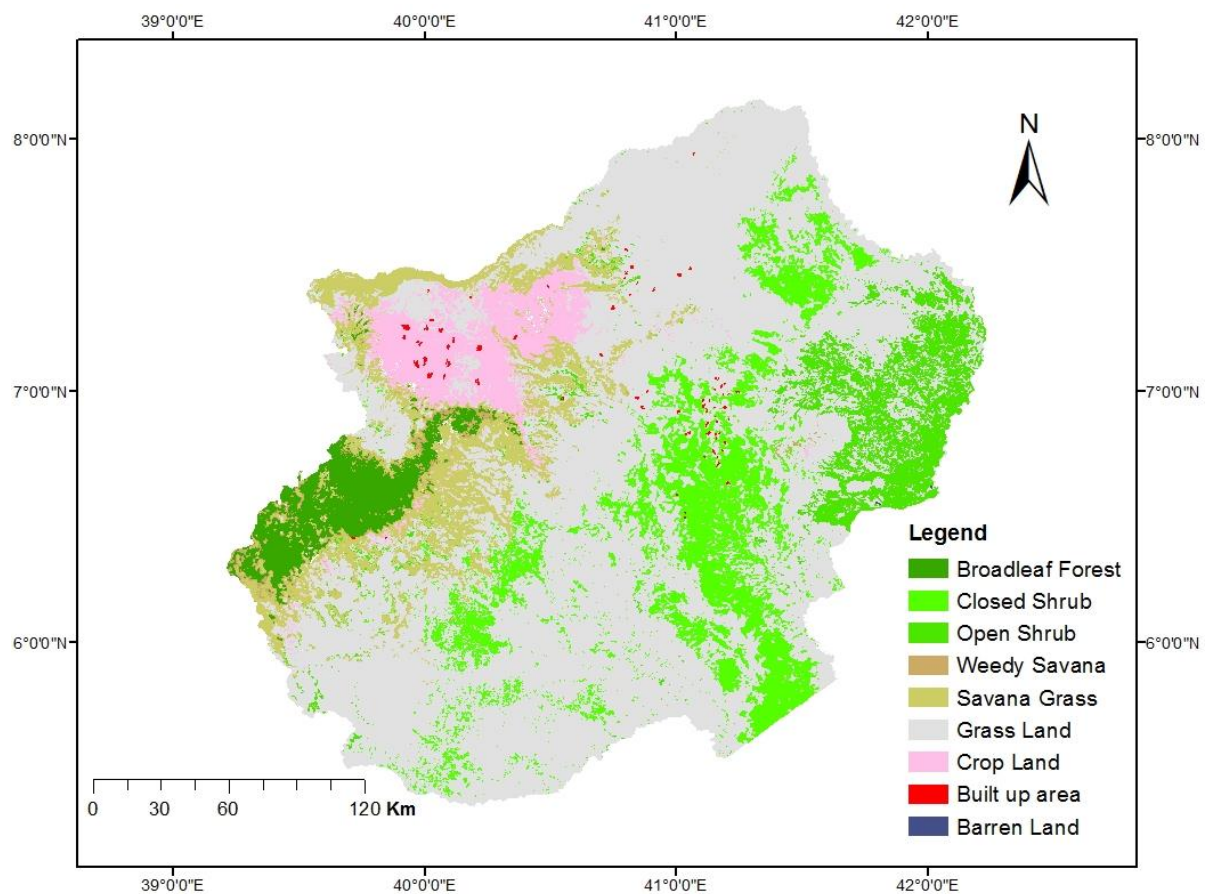 39°0'0"E 40°0'0"E 41°0'0"E 42°0'0"E
N
8°0'0"N 8°0'0"N
7°0'0"N 7°0'0"N
Legend
Broadleaf Forest
Closed Shrub
Open Shrub
6°0'0"N 6°0'0"N
Weedy Savana
Savana Grass
Grass Land
Crop Land
Built up area
0 30 60 120 Km
Barren Land
39°0'0"E 40°0'0"E 41°0'0"E 42°0'0"E